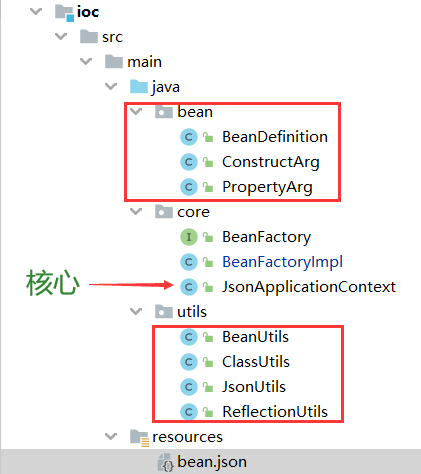 ioc
src
main
java
bean
BeanDefinition
ConstructArg
PropertyArg
core
BeanFactory
BeanFactoryImpl
核心
JsonApplicationContext
utils
BeanUtils
ClassUtils
JsonUtils
ReflectionUtils
resources
bean.json